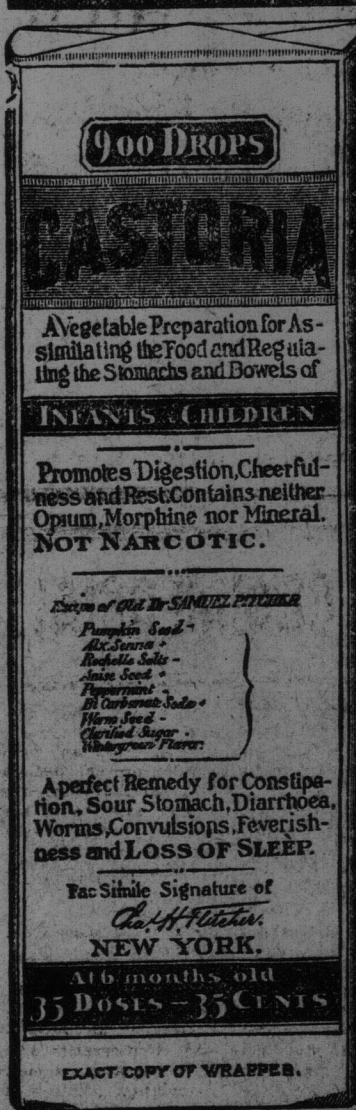 900 DROPS
CASTORIA
A Vegetable Preparation for As-
similating the Food and Regula-
ting the Stomachs and Bowels of
INFANTS CHILDREN
Promotes Digestion, Cheerful-
ness and Rest. Contains neither
Opium, Morphine nor Mineral.
NOT NARCOTIC.
Recipe of Old Dr SAMUEL PITCHER
Pumpkin Seed -
Alx. Senna +
Rochelle Salts -
Anise Seed +
Peppermint -
Bi Carbonate Soda +
Worm Seed -
Clarified Sugar .
Wintergreen Flavor.
A perfect Remedy for Constipa-
tion, Sour Stomach, Diarrhoea,
Worms, Convulsions, Feverish-
ness and LOSS OF SLEEP.
Fac Simile Signature of
Chas. H. Fletcher.
NEW YORK.
At 6 months old
35 DOSES - 35 CENTS
EXACT COPY OF WRAPPER.